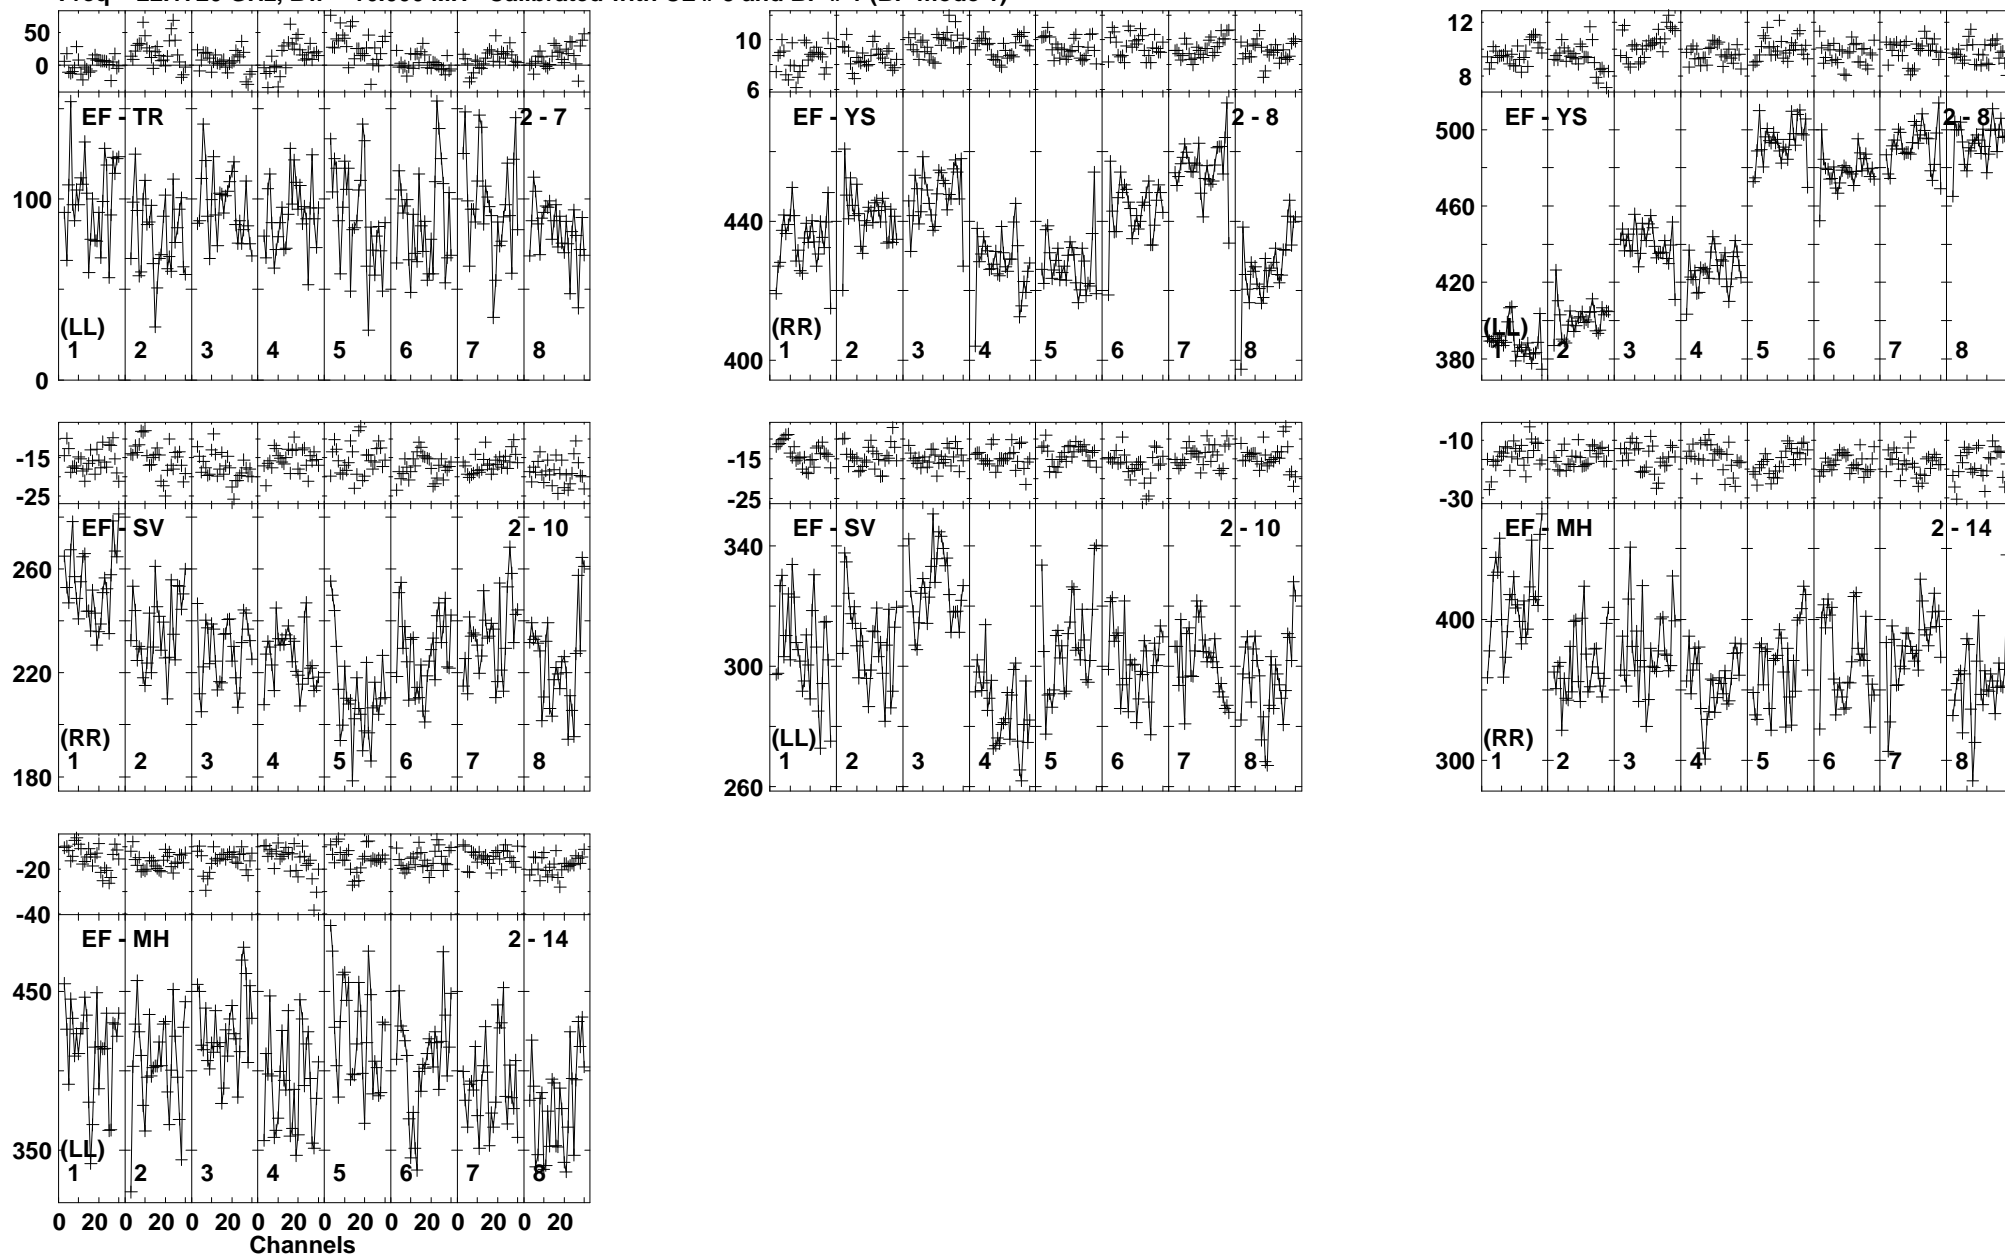 50
0
EF - TR 2 - 7
100
(LL)
1 2 3 4 5 6 7 8
0
10
6
EF - YS 2 - 8
440
(RR)
1 2 3 4 5 6 7 8
400
12
8
EF - YS 2 - 8
500
460
420
(LL)
380
1 2 3 4 5 6 7 8
-15
-25
EF - SV 2 - 10
260
220
(RR)
1 2 3 4 5 6 7 8
180
-15
-25
EF - SV 2 - 10
340
300
(LL)
1 2 3 4 5 6 7 8
260
-10
-30
EF - MH 2 - 14
400
(RR)
300
1 2 3 4 5 6 7 8
-20
-40
EF - MH 2 - 14
450
350
(LL)
1 2 3 4 5 6 7 8
0 20 0 20 0 20 0 20 0 20 0 20 0 20 0 20
Channels